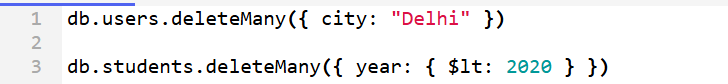 1 db.users.deleteMany({ city: "Delhi" })
2
3 db.students.deleteMany({ year: { $lt: 2020 } })